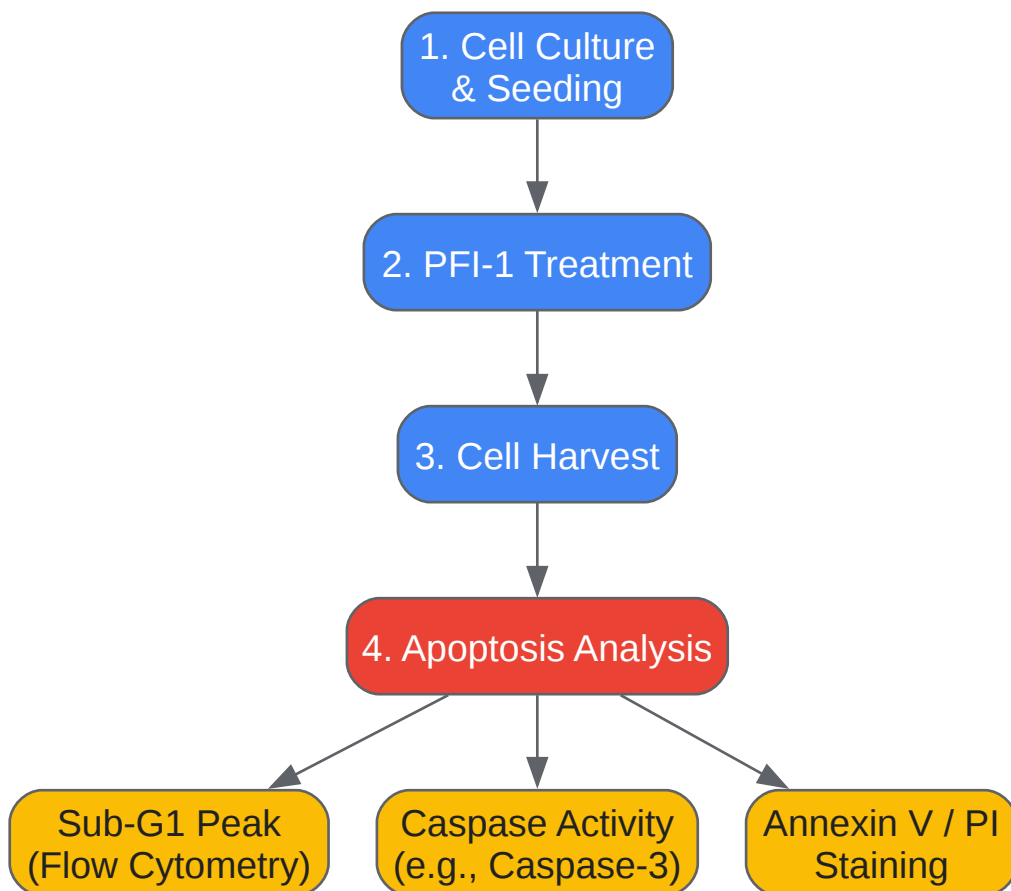 1. Cell Culture
& Seeding
2. PFI-1 Treatment
3. Cell Harvest
4. Apoptosis Analysis
Sub-G1 Peak
(Flow Cytometry)
Caspase Activity
(e.g., Caspase-3)
Annexin V / PI
Staining